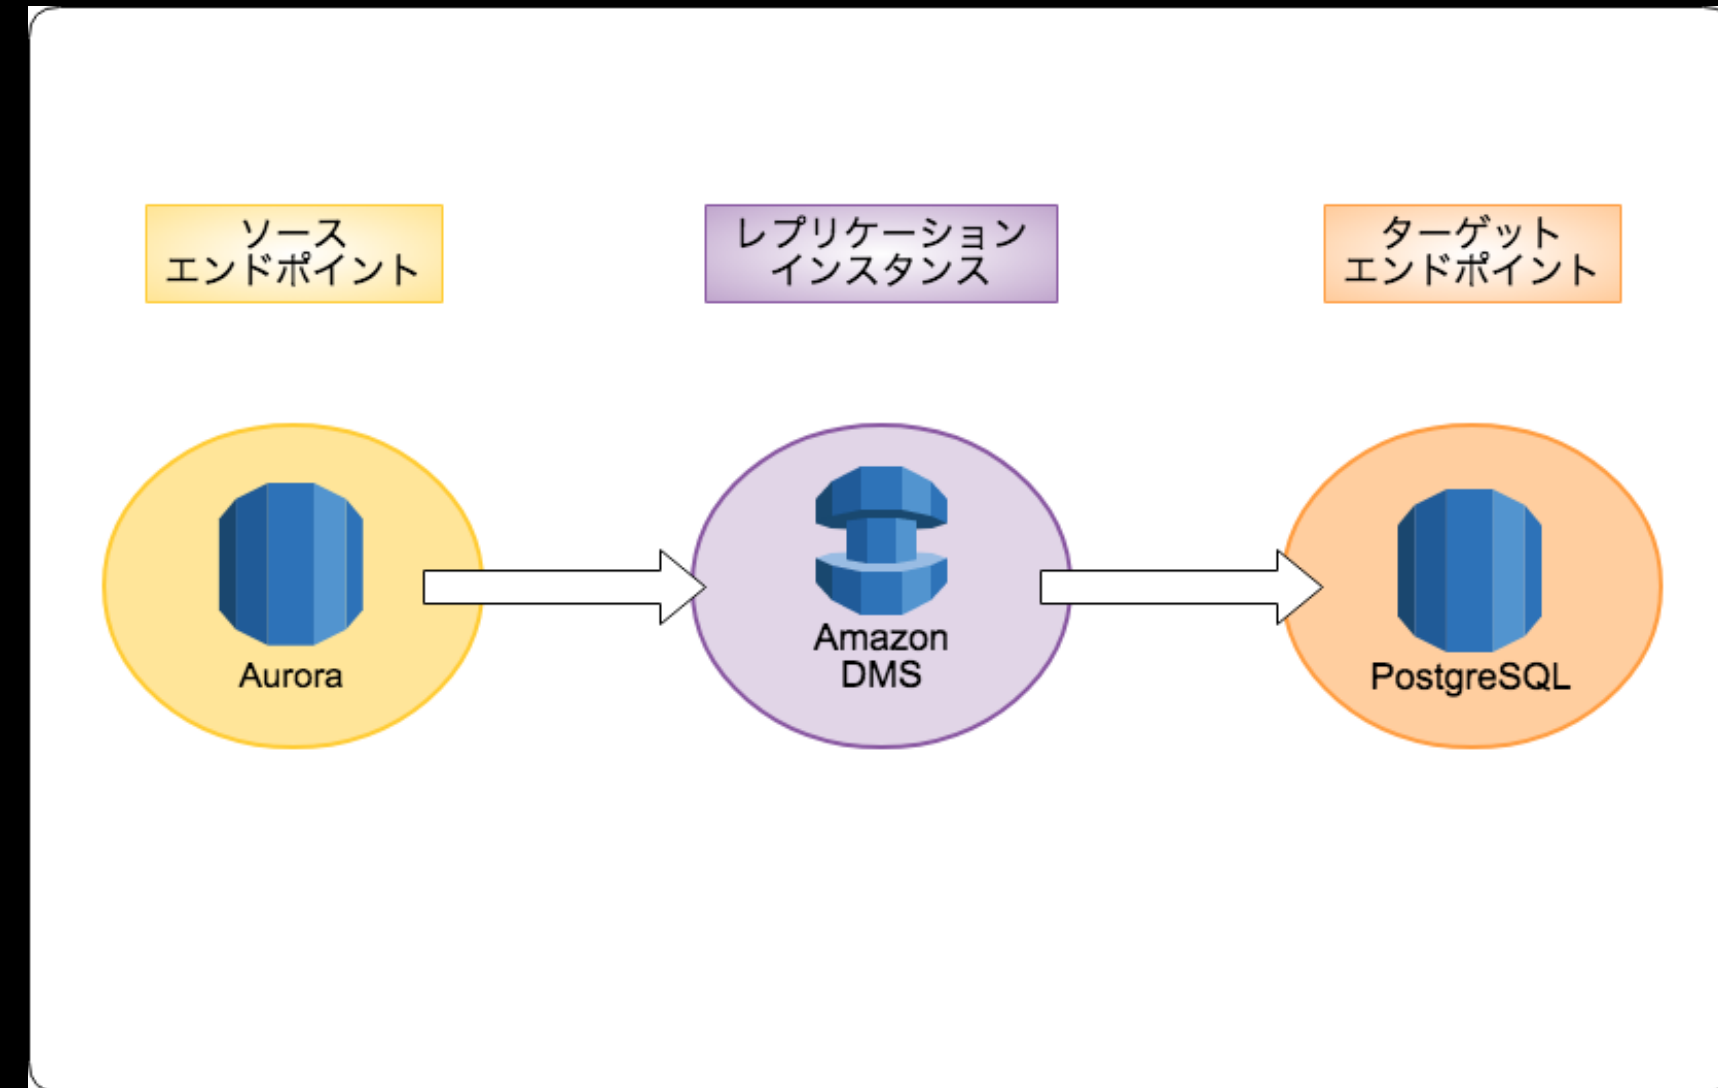 ソース
エンドポイント
レプリケーション
インスタンス
ターゲット
エンドポイント
Aurora
Amazon
DMS
PostgreSQL